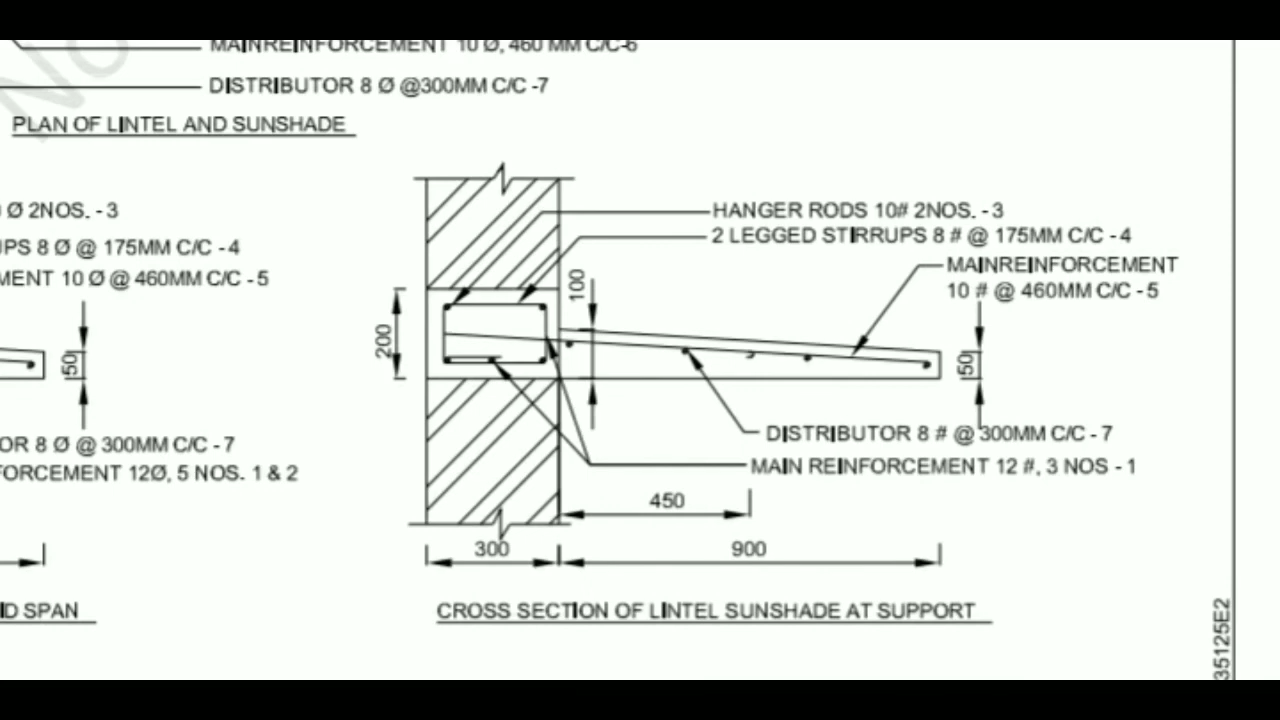 MAINREINFORCEMENT 10 Ø, 460 MM C/C-6
DISTRIBUTOR 8 Ø @300MM C/C -7
PLAN OF LINTEL AND SUNSHADE
Ø 2NOS. - 3
UPS 8 Ø @ 175MM C/C - 4
MENT 10 Ø @ 460MM C/C - 5
50
OR 8 Ø @ 300MM C/C - 7
FORCEMENT 12Ø, 5 NOS. 1 & 2
ID SPAN
HANGER RODS 10# 2NOS. - 3
2 LEGGED STIRRUPS 8 # @ 175MM C/C - 4
MAINREINFORCEMENT
10 # @ 460MM C/C - 5
100
200
50
DISTRIBUTOR 8 # @ 300MM C/C - 7
MAIN REINFORCEMENT 12 #, 3 NOS - 1
450
300
900
CROSS SECTION OF LINTEL SUNSHADE AT SUPPORT
35125E2
No